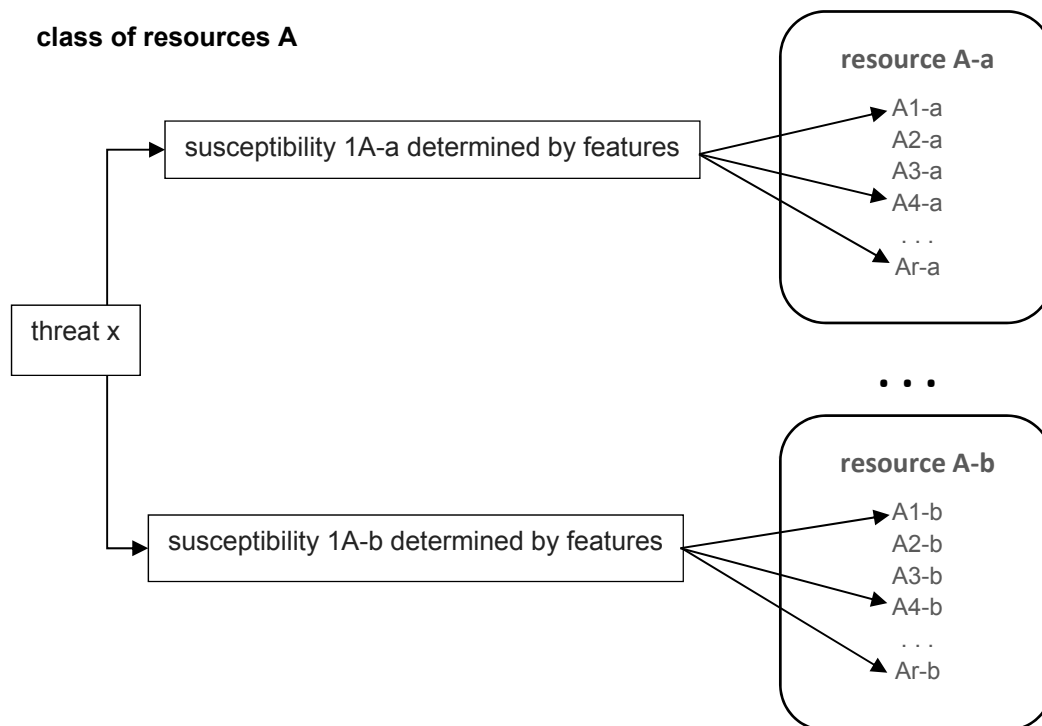 class of resources A
resource A-a
A1-a
susceptibility 1A-a determined by features
A2-a
A3-a
A4-a
. . .
Ar-a
threat x
. . .
resource A-b
A1-b
susceptibility 1A-b determined by features
A2-b
A3-b
A4-b
. . .
Ar-b